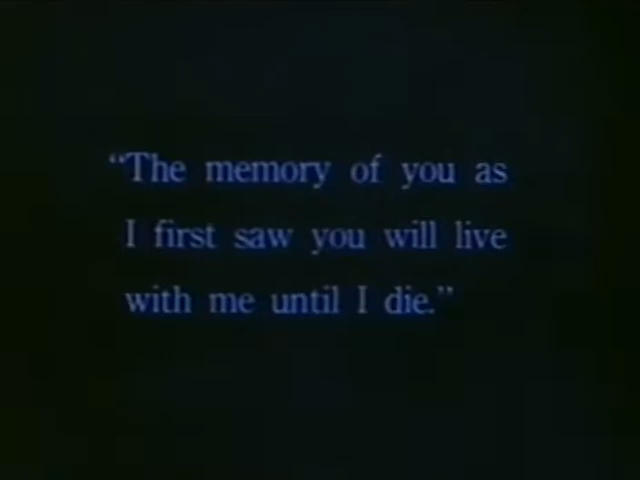 “The memory of you as
I first saw you will live
with me until I die.”